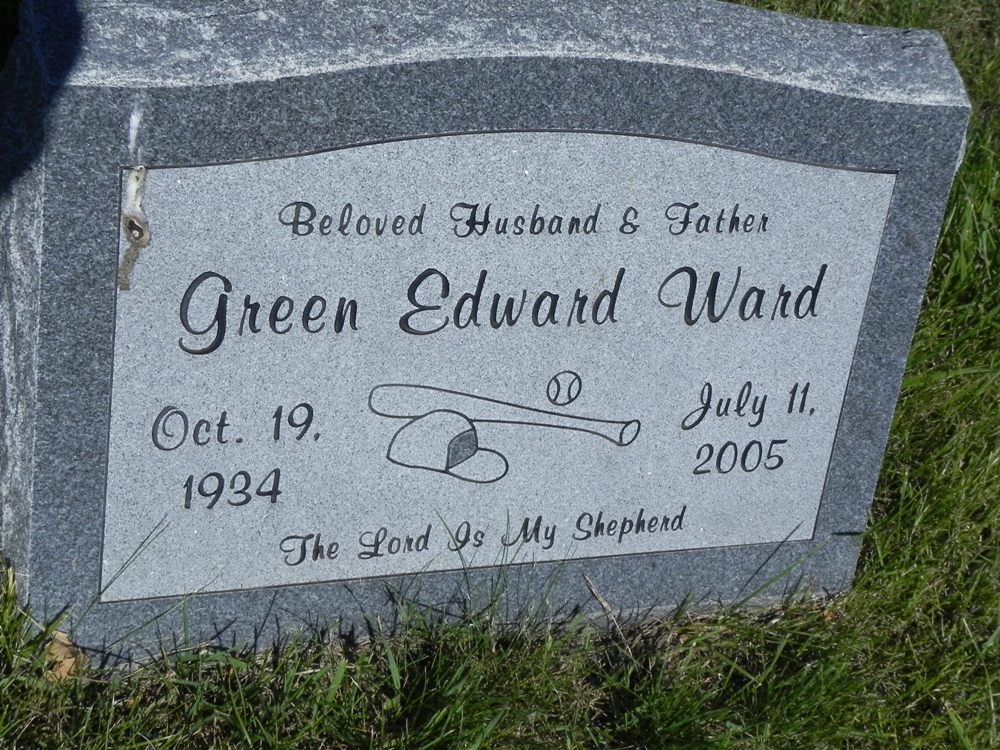 Beloved Husband & Father
Green Edward Ward
Oct. 19,
1934
July 11,
2005
The Lord Is My Shepherd